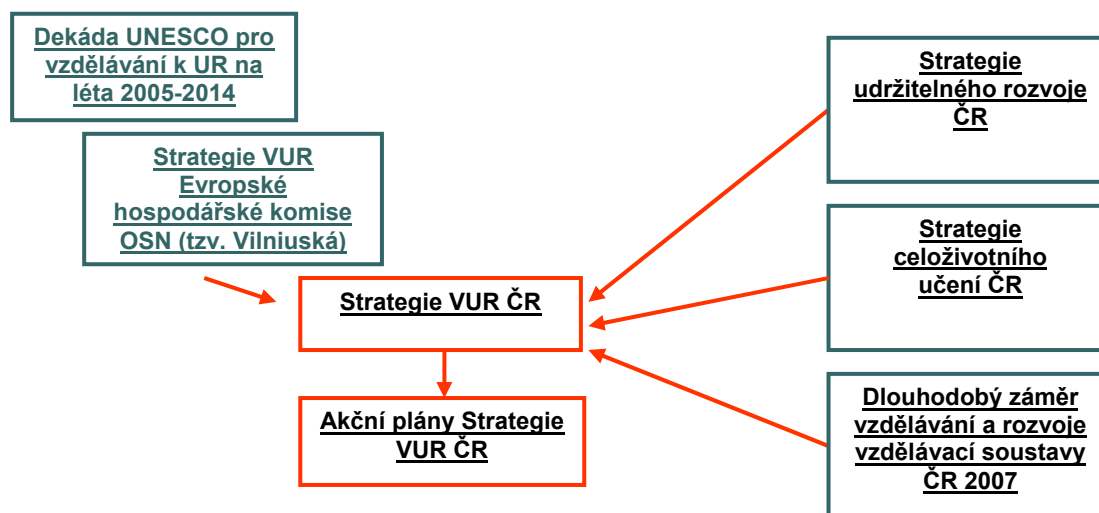 Dekáda UNESCO pro
vzdělávání k UR na
léta 2005-2014
Strategie VUR
Evropské
hospodářské komise
OSN (tzv. Vilniuská)
Strategie VUR ČR
Akční plány Strategie
VUR ČR
Strategie
udržitelného rozvoje
ČR
Strategie
celoživotního
učení ČR
Dlouhodobý záměr
vzdělávání a rozvoje
vzdělávací soustavy
ČR 2007